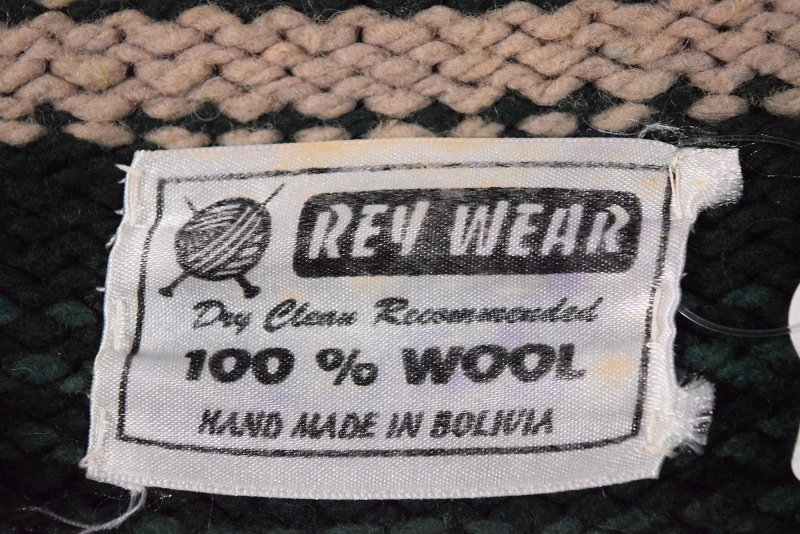 REY WEAR
Dry Clean Recommended
100 % WOOL
HAND MADE IN BOLIVIA